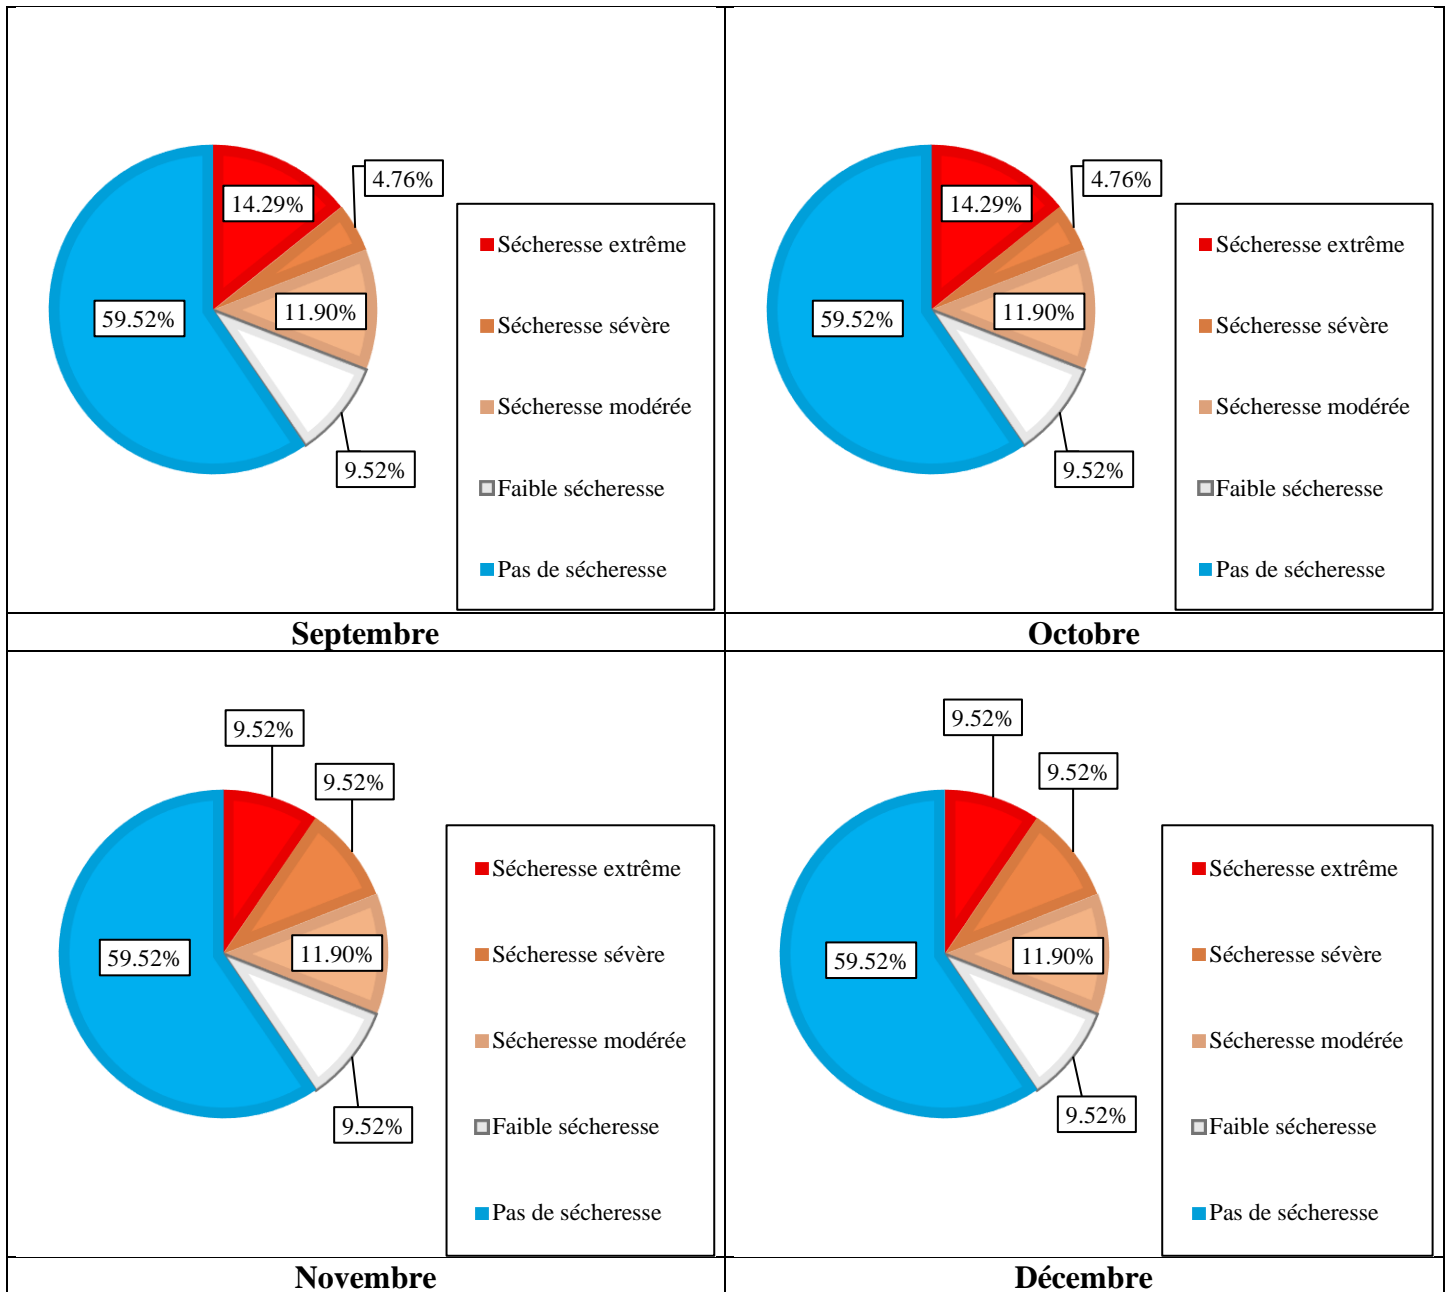 14.29%
4.76%
11.90%
9.52%
59.52%
Sécheresse extrême
Sécheresse sévère
Sécheresse modérée
Faible sécheresse
Pas de sécheresse
Septembre
14.29%
4.76%
11.90%
9.52%
59.52%
Sécheresse extrême
Sécheresse sévère
Sécheresse modérée
Faible sécheresse
Pas de sécheresse
Octobre
9.52%
9.52%
11.90%
9.52%
59.52%
Sécheresse extrême
Sécheresse sévère
Sécheresse modérée
Faible sécheresse
Pas de sécheresse
Novembre
9.52%
9.52%
11.90%
9.52%
59.52%
Sécheresse extrême
Sécheresse sévère
Sécheresse modérée
Faible sécheresse
Pas de sécheresse
Décembre